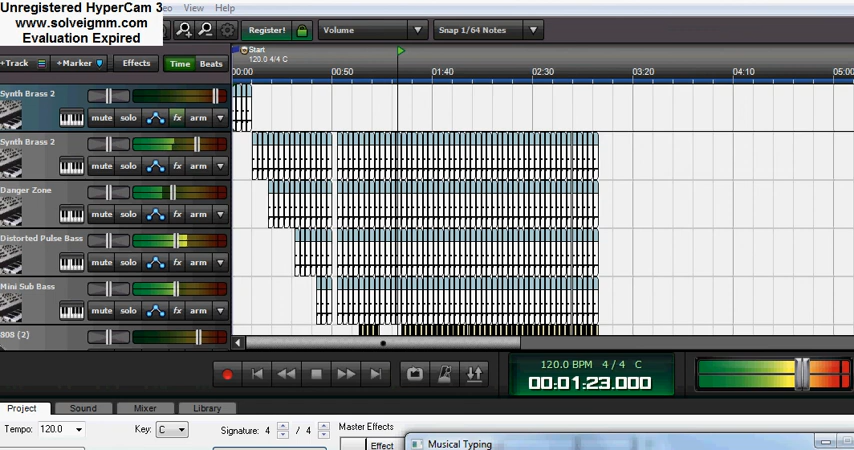 Unregistered HyperCam 3
www.solveigmm.com
Evaluation Expired
View Help
Register!
Volume
Snap 1/64 Notes
+Track
+Marker
Effects
Time
Beats
Start
120.0 4/4 C
00:00
00:50
01:40
02:30
03:20
04:10
05:00
Synth Brass 2
mute solo fx arm
Synth Brass 2
mute solo fx arm
Danger Zone
mute solo fx arm
Distorted Pulse Bass
mute solo fx arm
Mini Sub Bass
mute solo fx arm
808 (2)
120.0 BPM 4 / 4 C
00:01:23.000
Project Sound Mixer Library
Tempo: 120.0 Key: C Signature: 4 / 4 Master Effects
Effect
Musical Typing